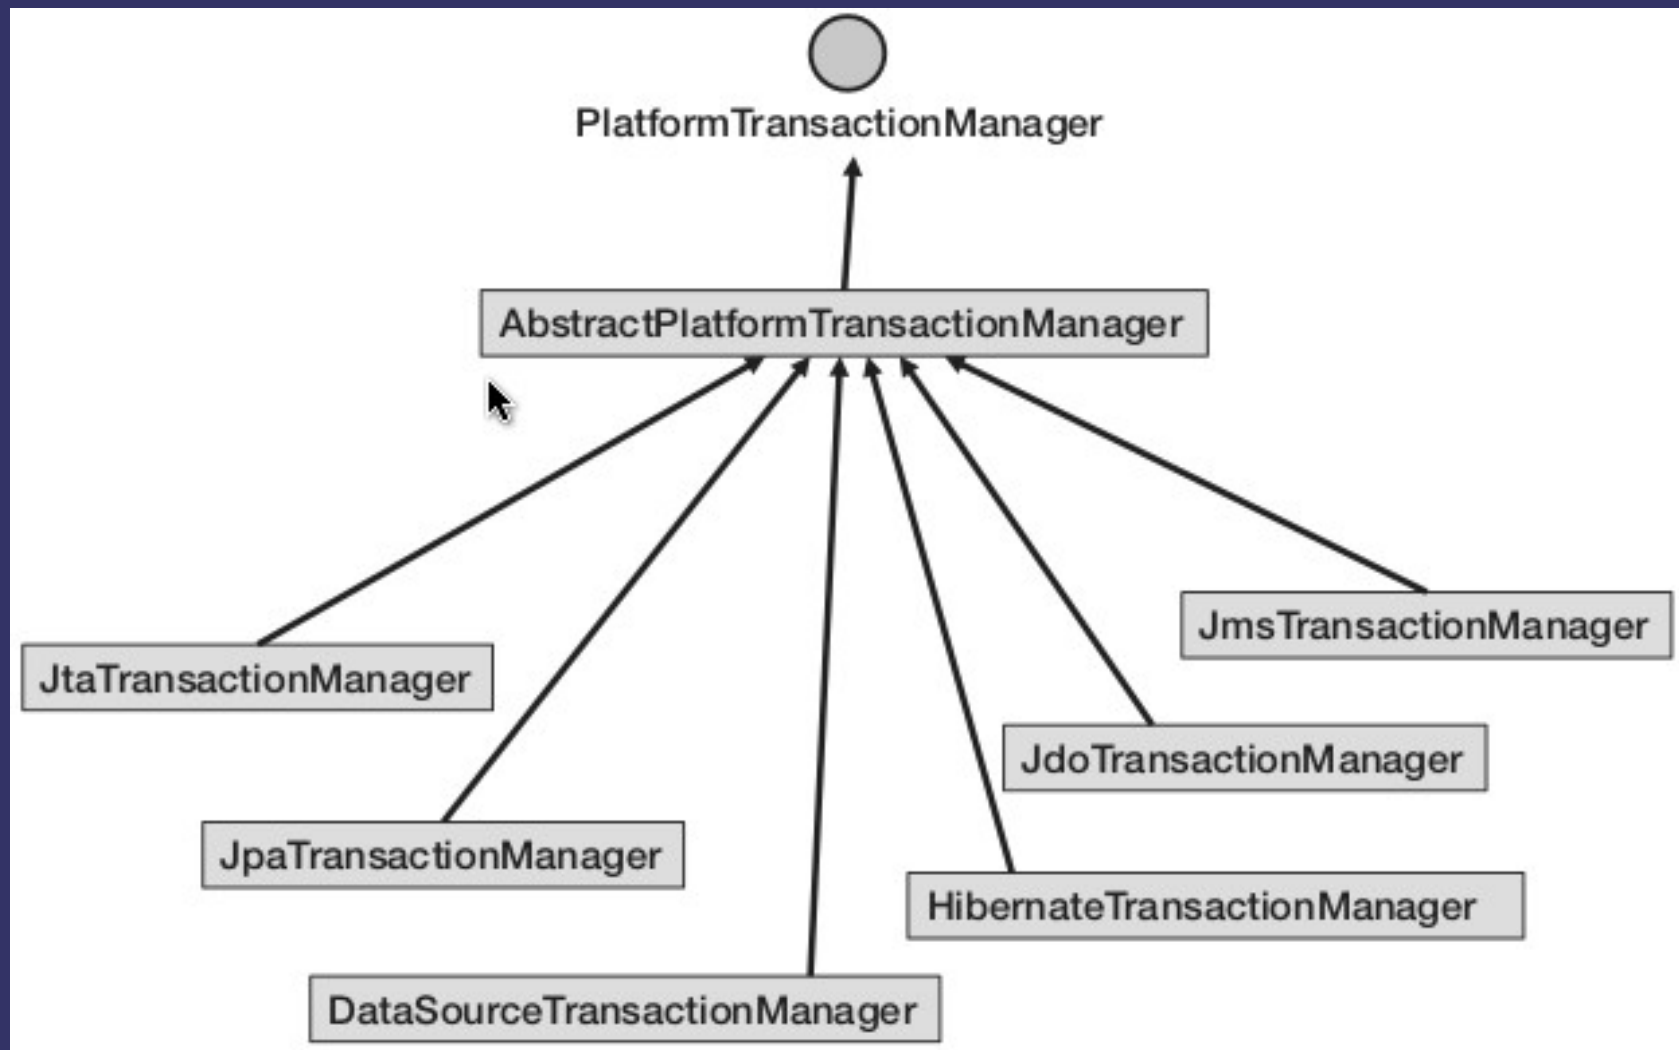 PlatformTransactionManager
AbstractPlatformTransactionManager
JmsTransactionManager
JtaTransactionManager
JdoTransactionManager
JpaTransactionManager
HibernateTransactionManager
DataSourceTransactionManager